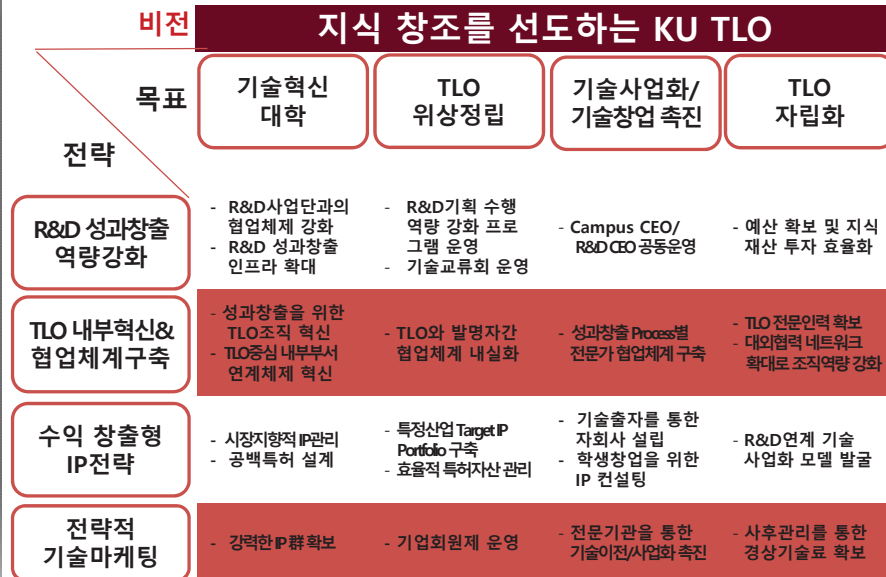 비전
지식 창조를 선도하는 KU TLO
목표
전략
기술혁신
대학
TLO
위상정립
기술사업화/
기술창업 촉진
TLO
자립화
R&D 성과창출
역량강화
- R&D사업단과의
협업체제 강화
- R&D 성과창출
인프라 확대
- R&D기획 수행
역량 강화 프로
그램 운영
- 기술교류회 운영
- Campus CEO/
R&D CEO 공동운영
- 예산 확보 및 지식
재산 투자 효율화
TLO 내부혁신&
협업체계구축
- 성과창출을 위한
TLO조직 혁신
- TLO중심 내부부서
연계체제 혁신
- TLO와 발명자간
협업체계 내실화
- 성과창출 Process별
전문가 협업체계 구축
- TLO 전문인력 확보
- 대외협력 네트워크
확대로 조직역량 강화
수익 창출형
IP전략
- 시장지향적 IP관리
- 공백특허 설계
- 특정산업 Target IP
Portfolio 구축
- 효율적 특허자산 관리
- 기술출자를 통한
자회사 설립
- 학생창업을 위한
IP 컨설팅
- R&D연계 기술
사업화 모델 발굴
전략적
기술마케팅
- 강력한 IP 群 확보
- 기업회원제 운영
- 전문기관을 통한
기술이전/사업화 촉진
- 사후관리를 통한
경상기술료 확보